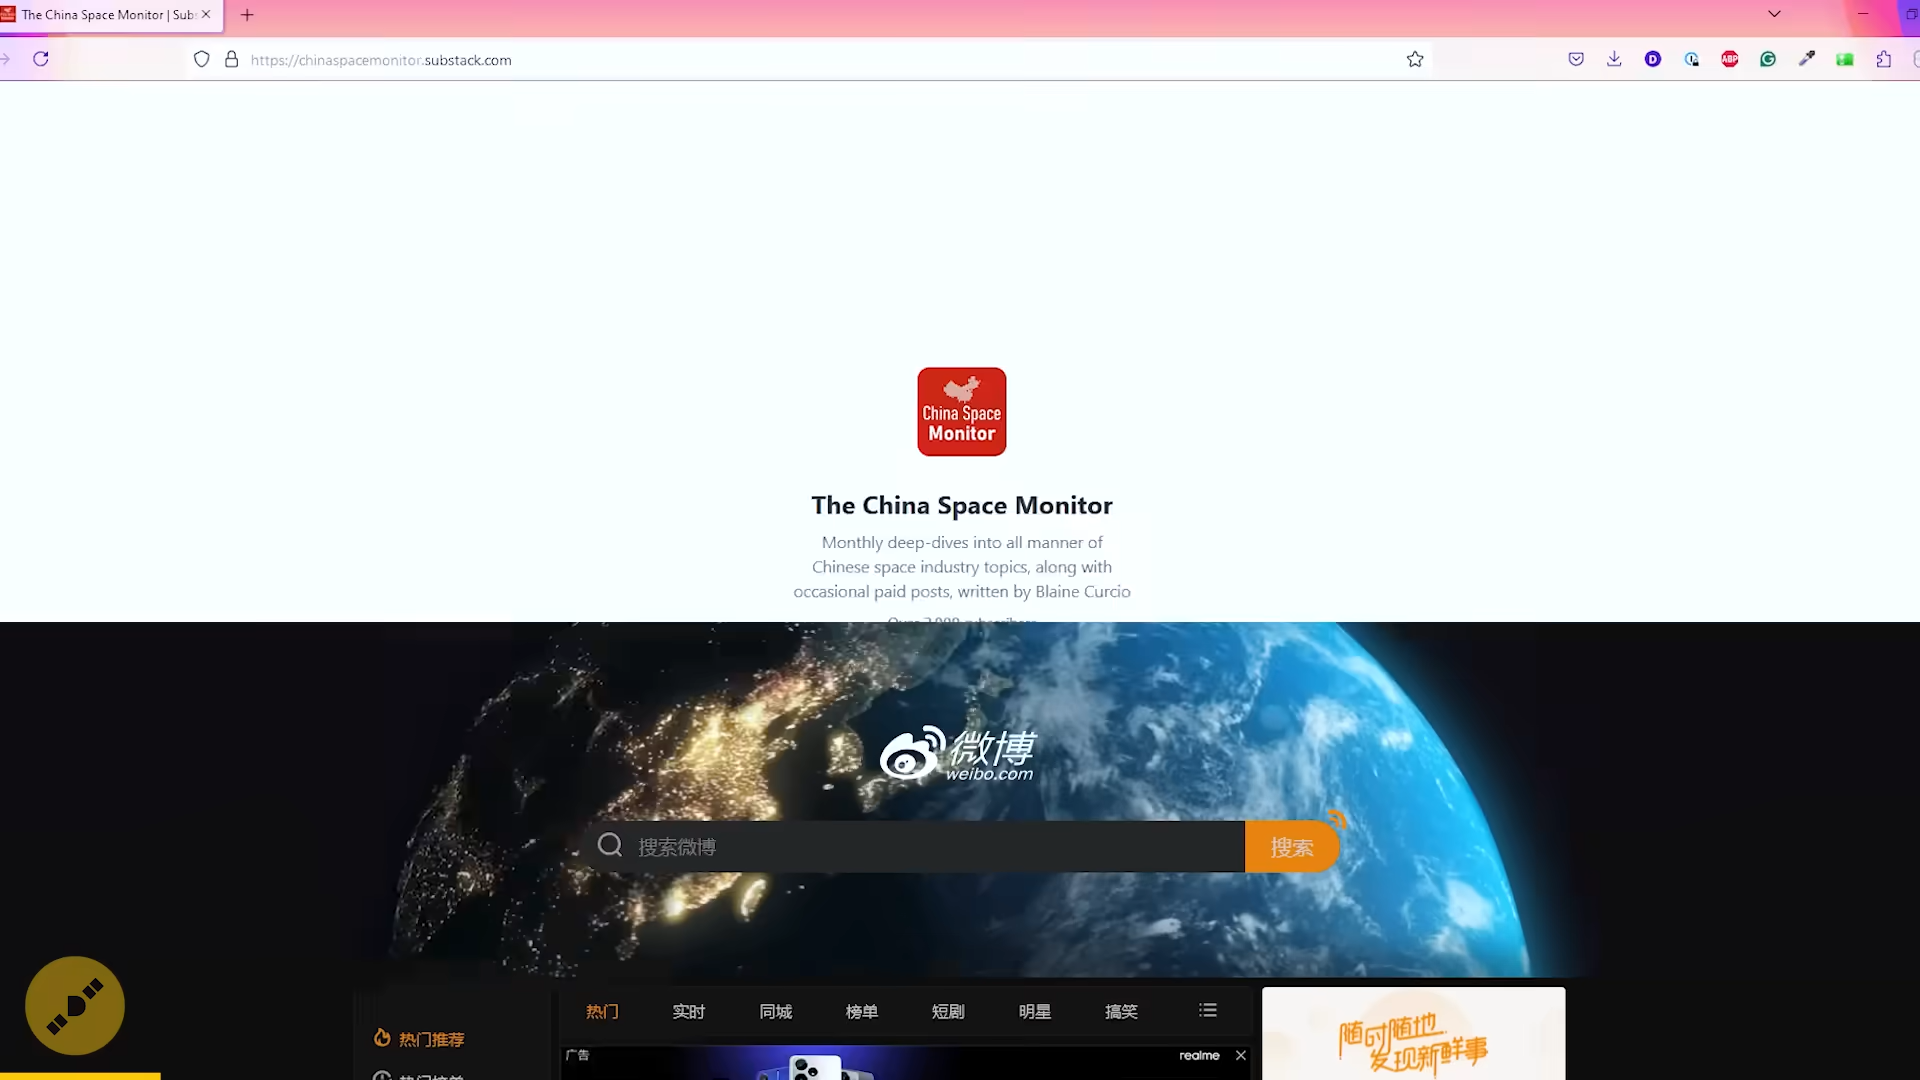 The China Space Monitor | Sub
https://chinaspacemonitor.substack.com
ABP
China Space
Monitor
The China Space Monitor
Monthly deep-dives into all manner of
Chinese space industry topics, along with
occasional paid posts, written by Blaine Curcio
微博
weibo.com
搜索微博
搜索
热门 实时 同城 榜单 短剧 明星 搞笑
热门推荐
广告
realme
随时随地
发现新鲜事
D